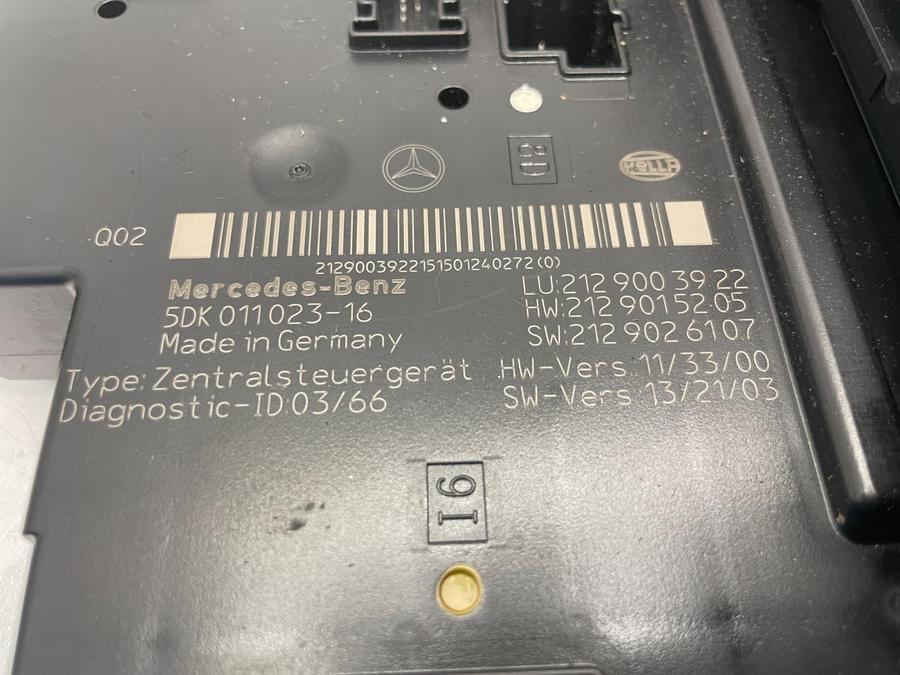 G8
HELLA
Q02
2129003922151501240272(0)
Mercedes-Benz
LU:212 900 39 22
5DK 011 023-16
HW:212 901 52 05
Made in Germany
SW:212 902 61 07
Type: Zentralsteuergerät
HW-Vers 11/33/00
Diagnostic-ID:03/66
SW-Vers 13/21/03
I6